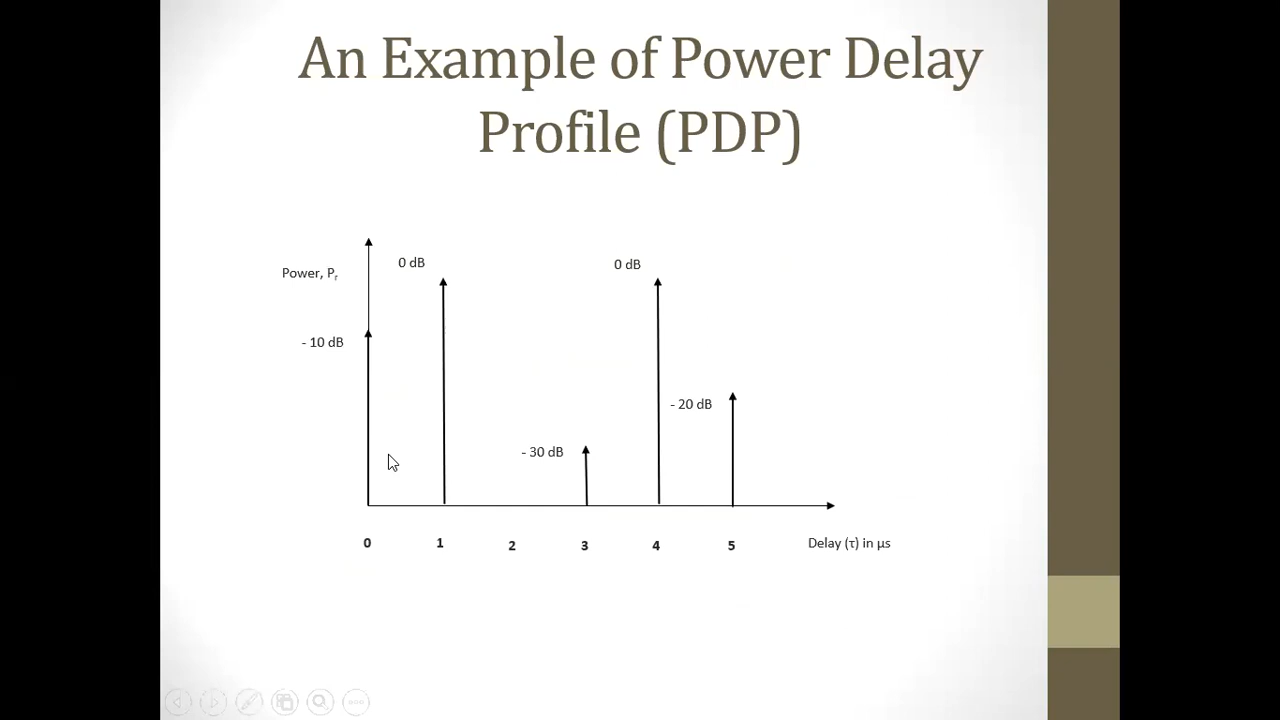 An Example of Power Delay
Profile (PDP)
0 dB
0 dB
Power, Pr
- 10 dB
- 20 dB
- 30 dB
0 1 2 3 4 5 Delay (τ) in µs